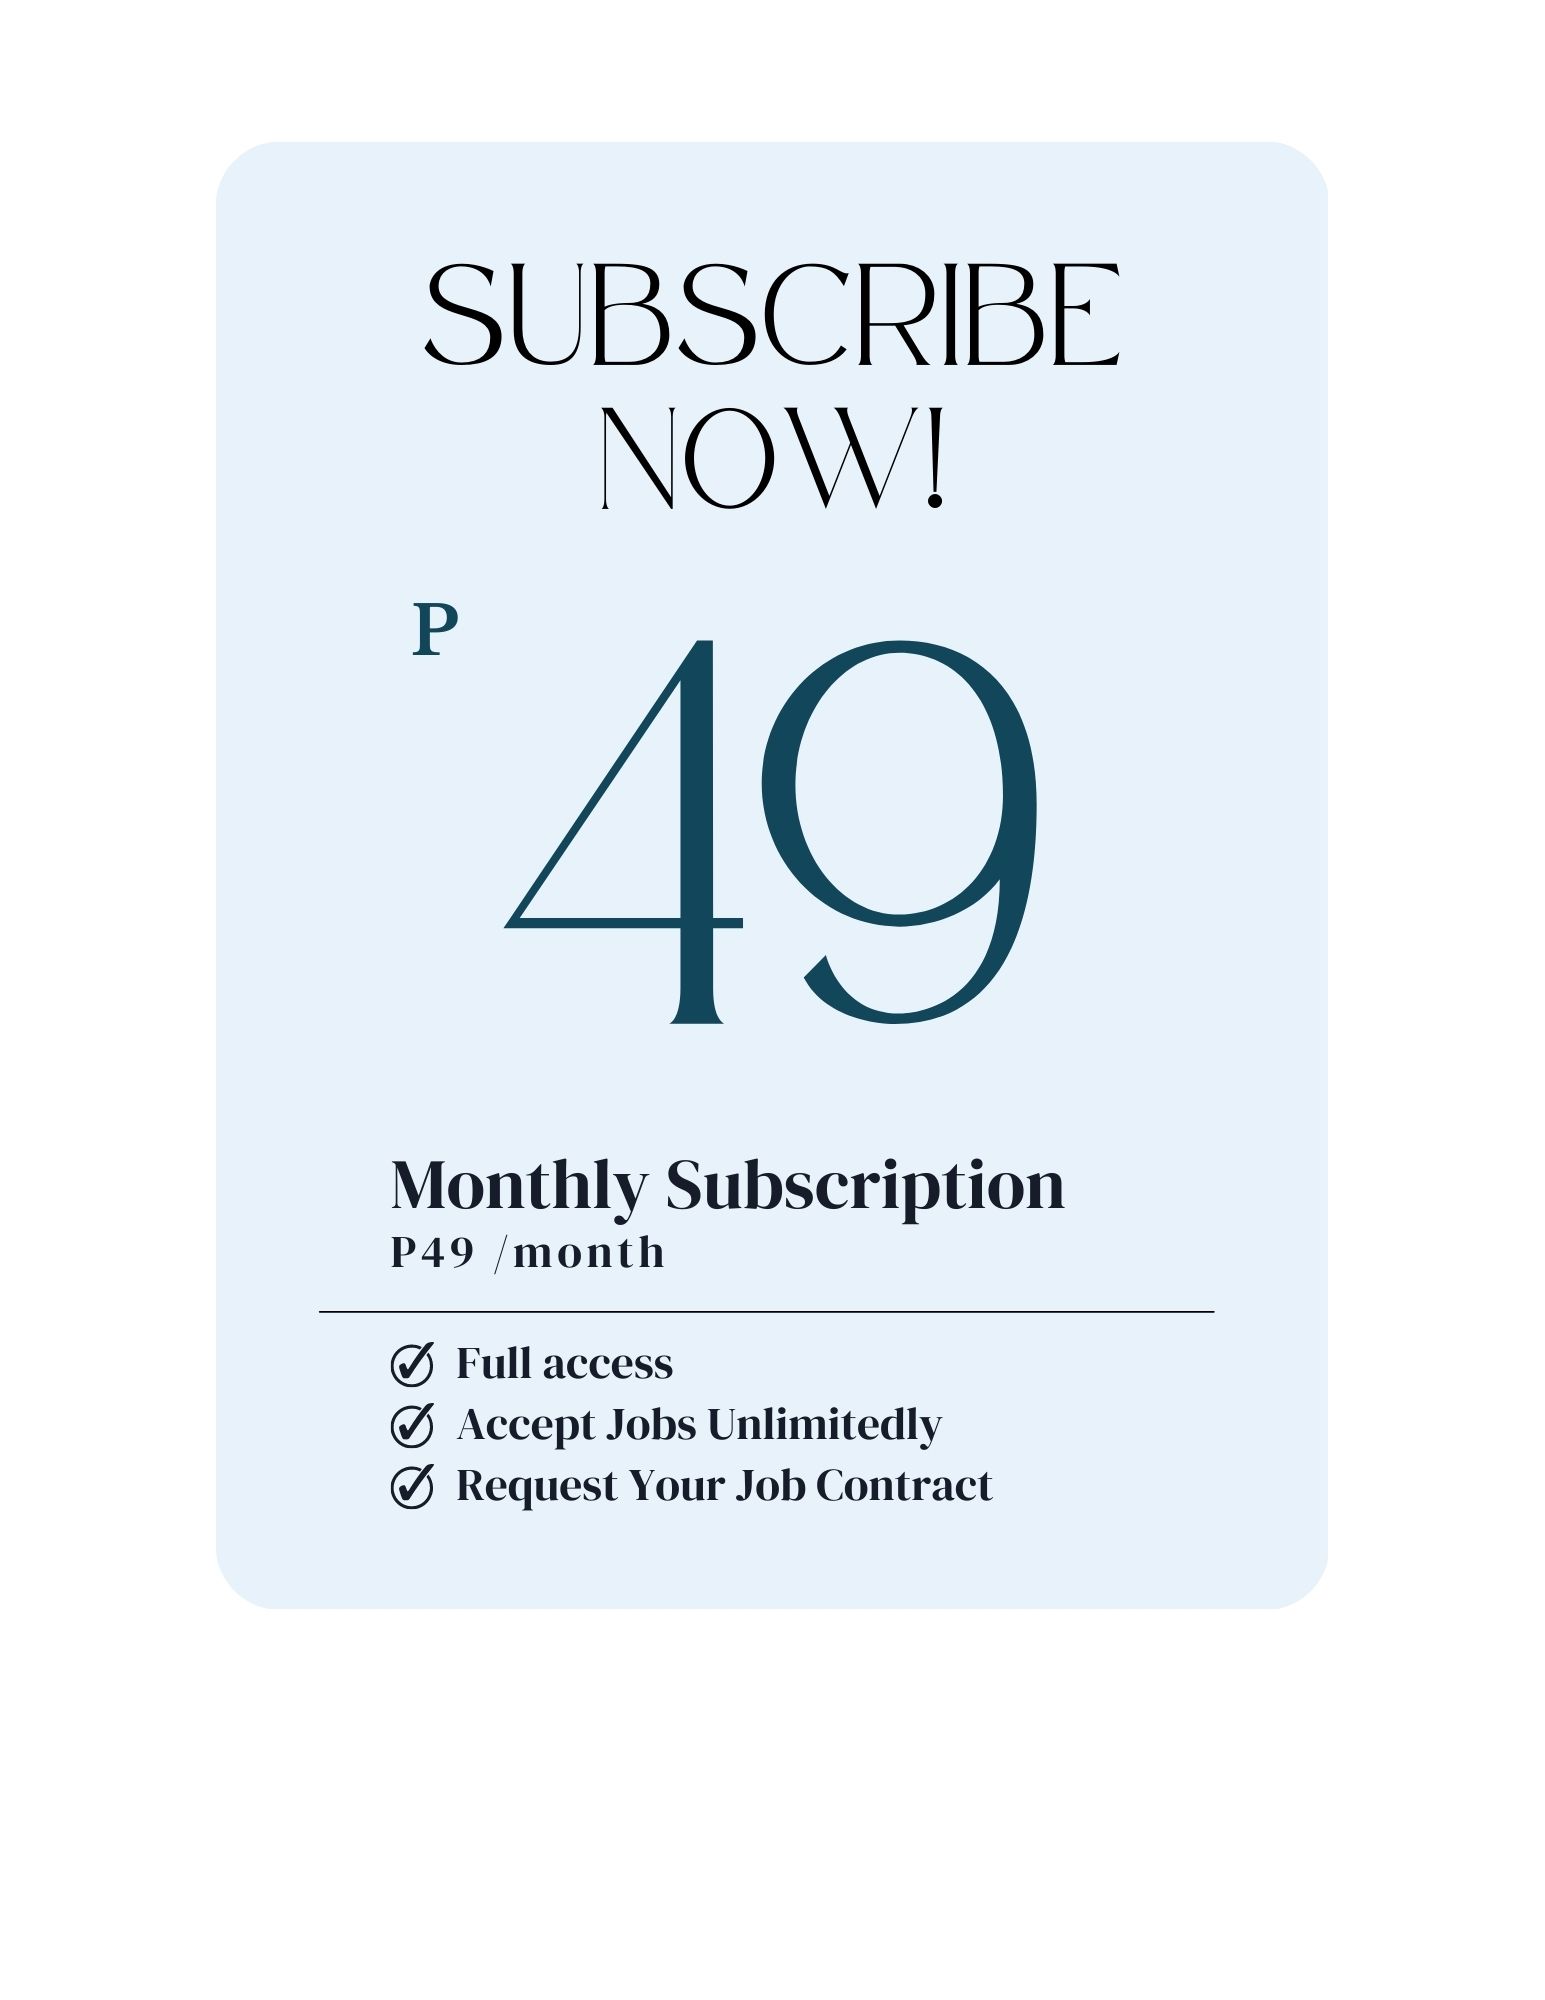 SUBSCRIBE
NOW!
P
49
Monthly Subscription
P49 /month
Full access
Accept Jobs Unlimitedly
Request Your Job Contract